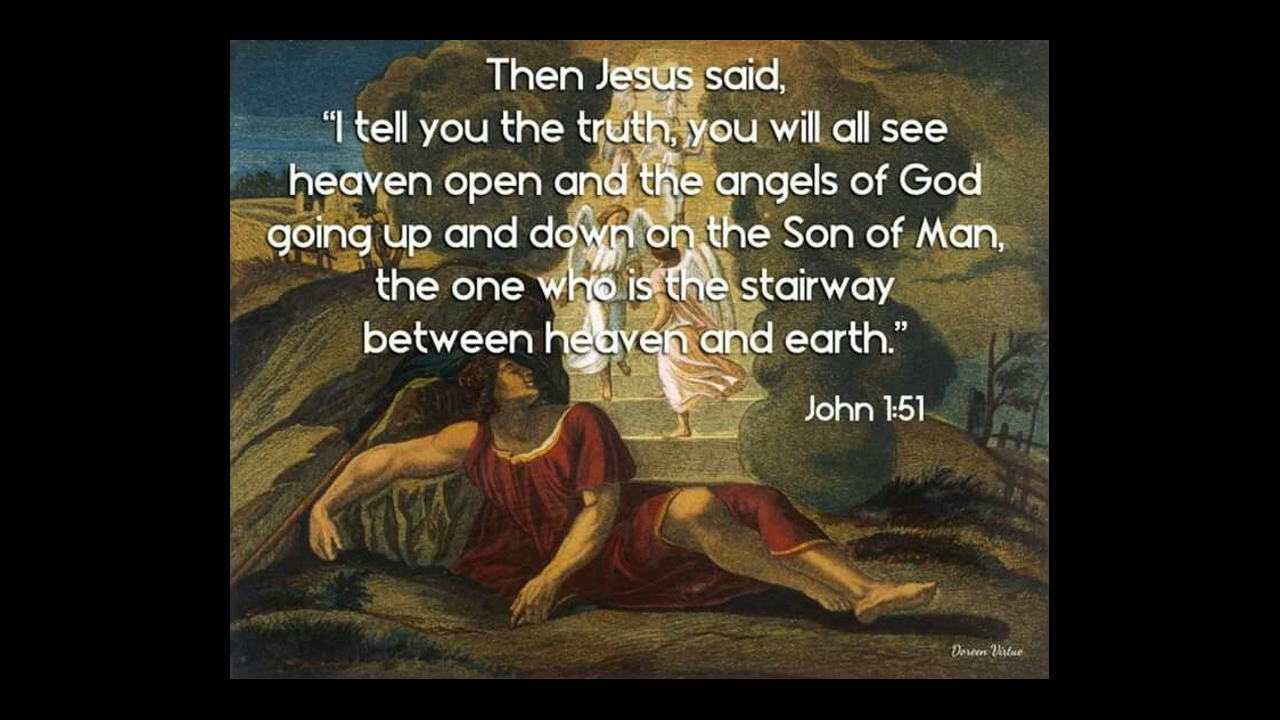 Then Jesus said,
“I tell you the truth, you will all see
heaven open and the angels of God
going up and down on the Son of Man,
the one who is the stairway
between heaven and earth.”
John 1:51
Doreen Virtue